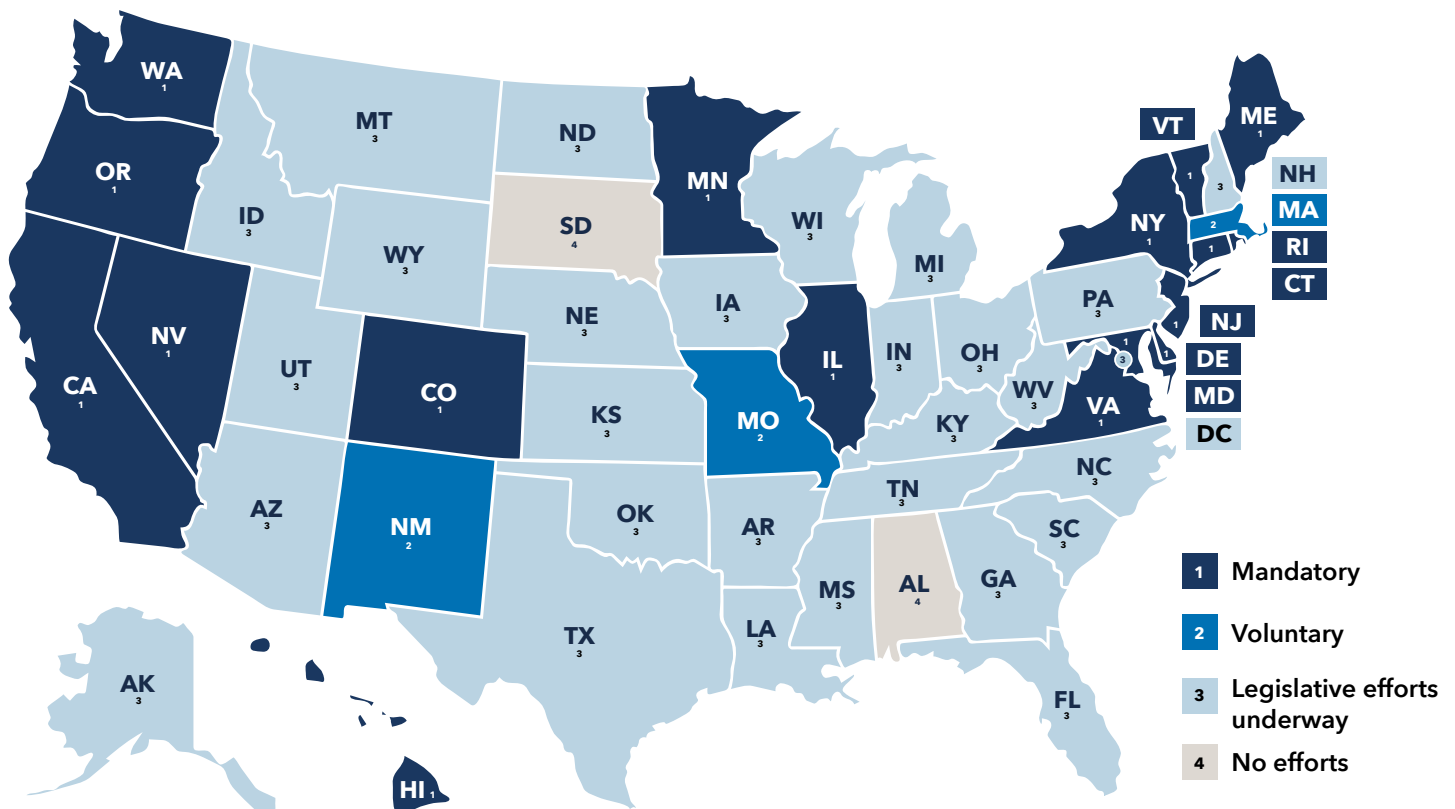 WA
1
OR
1
CA
1
NV
1
ID
3
MT
3
WY
3
UT
3
AZ
3
CO
1
NM
2
ND
3
SD
4
NE
3
KS
3
OK
3
TX
3
MN
1
IA
3
MO
2
AR
3
LA
3
WI
3
IL
1
MI
3
IN
3
OH
3
KY
3
TN
3
MS
3
AL
4
GA
3
FL
3
SC
3
NC
3
VA
1
WV
3
PA
3
NY
1
VT
1
ME
1
3
NH
2
MA
RI
1
CT
1
NJ
1
DE
1
MD
3
DC
AK
3
HI 1
1 Mandatory
2 Voluntary
3 Legislative efforts
underway
4 No efforts